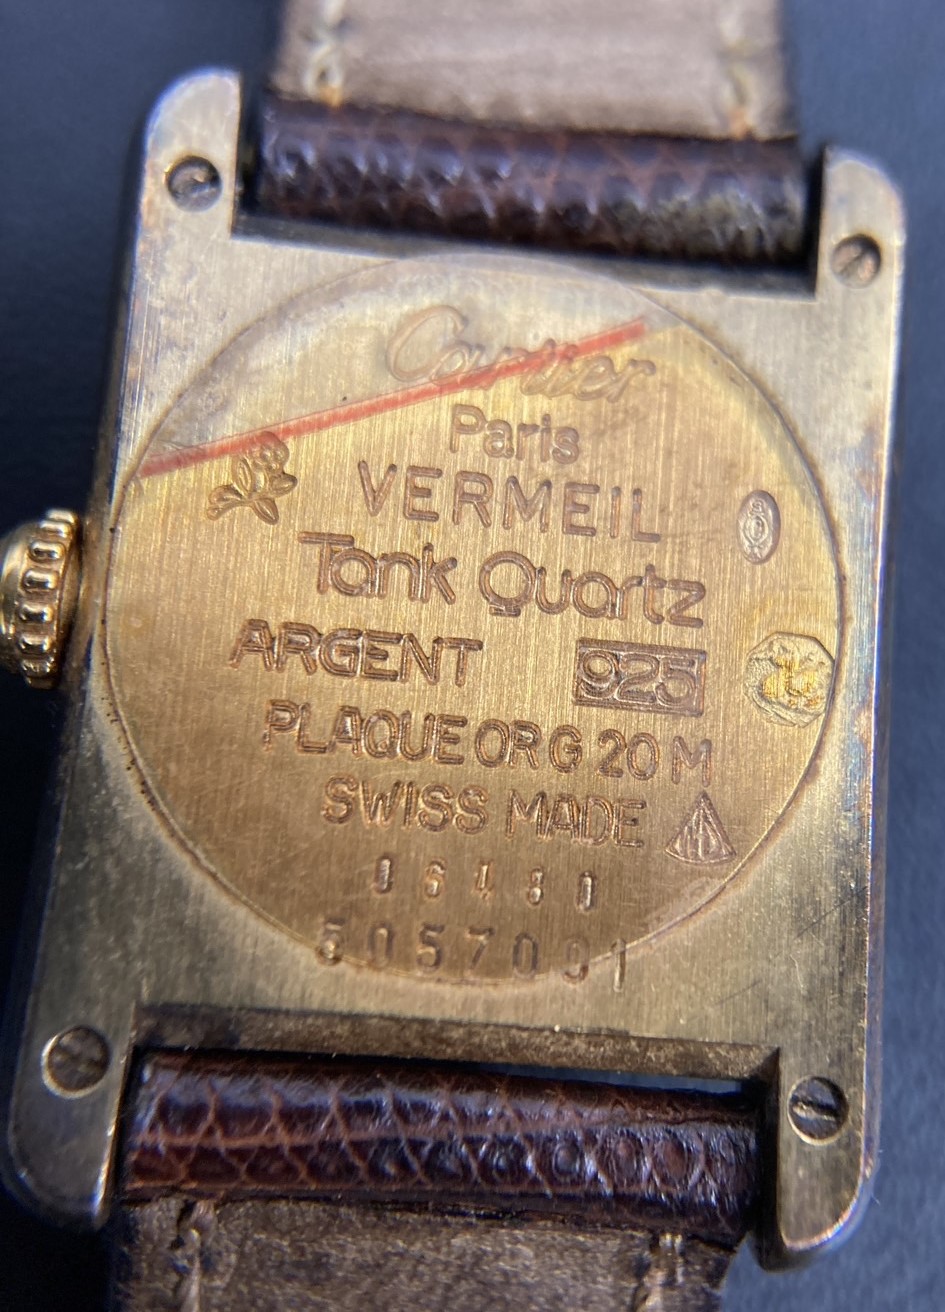 Cartier
Paris
VERMEIL
Tank Quartz
ARGENT 925
PLAQUE OR G 20 M
SWISS MADE
06480
5057001